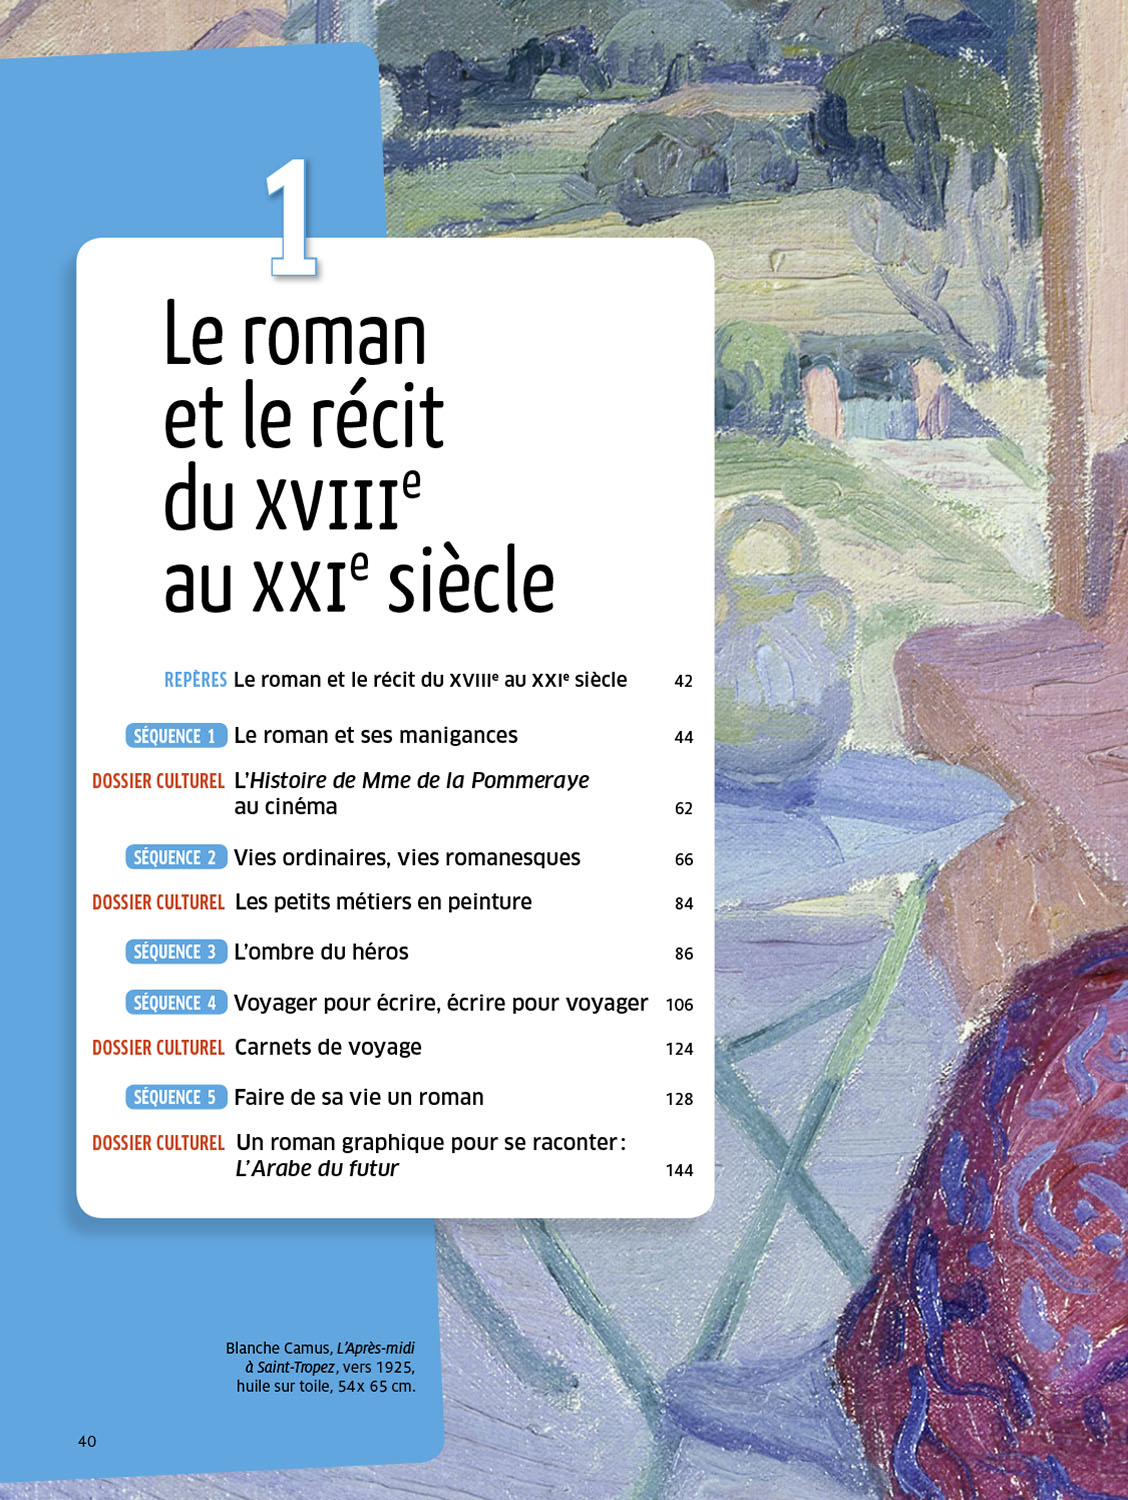 1
Le roman
et le récit
du XVIIIe
au XXIe siècle
REPÈRES Le roman et le récit du XVIIIe au XXIe siècle 42
SÉQUENCE 1 Le roman et ses manigances 44
DOSSIER CULTUREL L’Histoire de Mme de la Pommeraye
au cinéma 62
SÉQUENCE 2 Vies ordinaires, vies romanesques 66
DOSSIER CULTUREL Les petits métiers en peinture 84
SÉQUENCE 3 L’ombre du héros 86
SÉQUENCE 4 Voyager pour écrire, écrire pour voyager 106
DOSSIER CULTUREL Carnets de voyage 124
SÉQUENCE 5 Faire de sa vie un roman 128
DOSSIER CULTUREL Un roman graphique pour se raconter :
L’Arabe du futur 144
Blanche Camus, L’Après-midi
à Saint-Tropez, vers 1925,
huile sur toile, 54 x 65 cm.
40